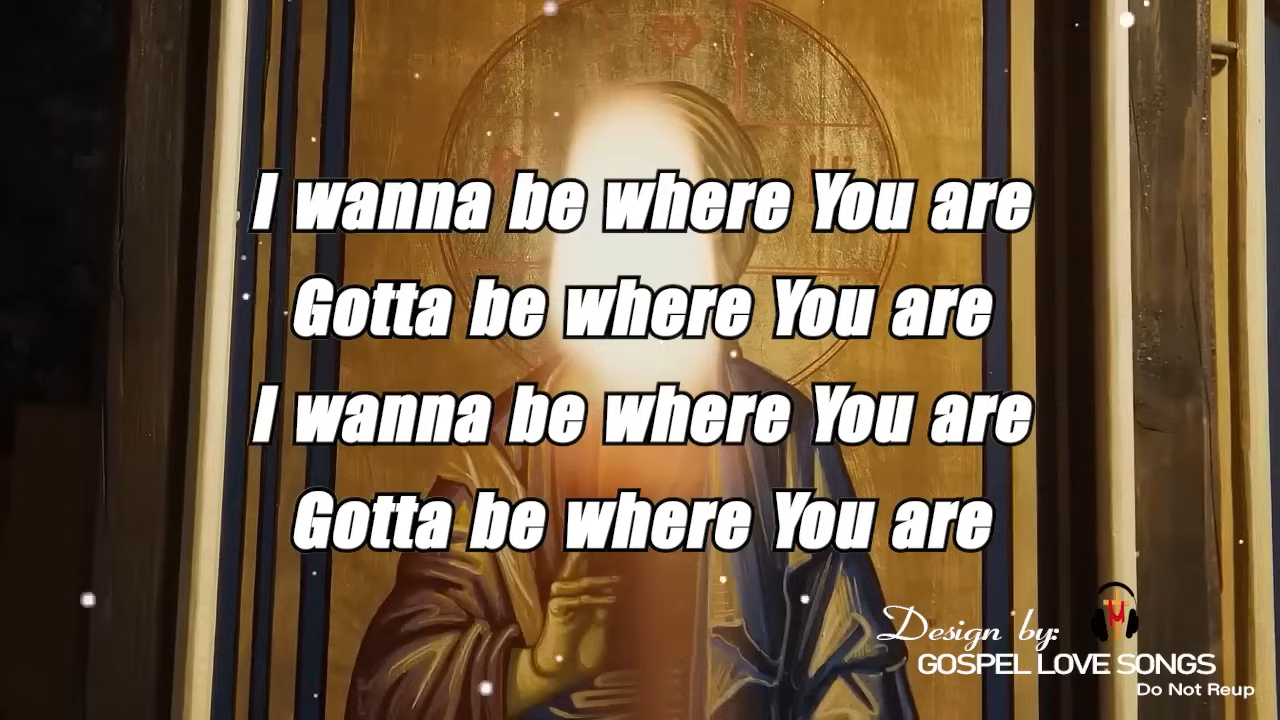 I wanna be where You are
Gotta be where You are
I wanna be where You are
Gotta be where You are
Design by:
GOSPEL LOVE SONGS
Do Not Reup